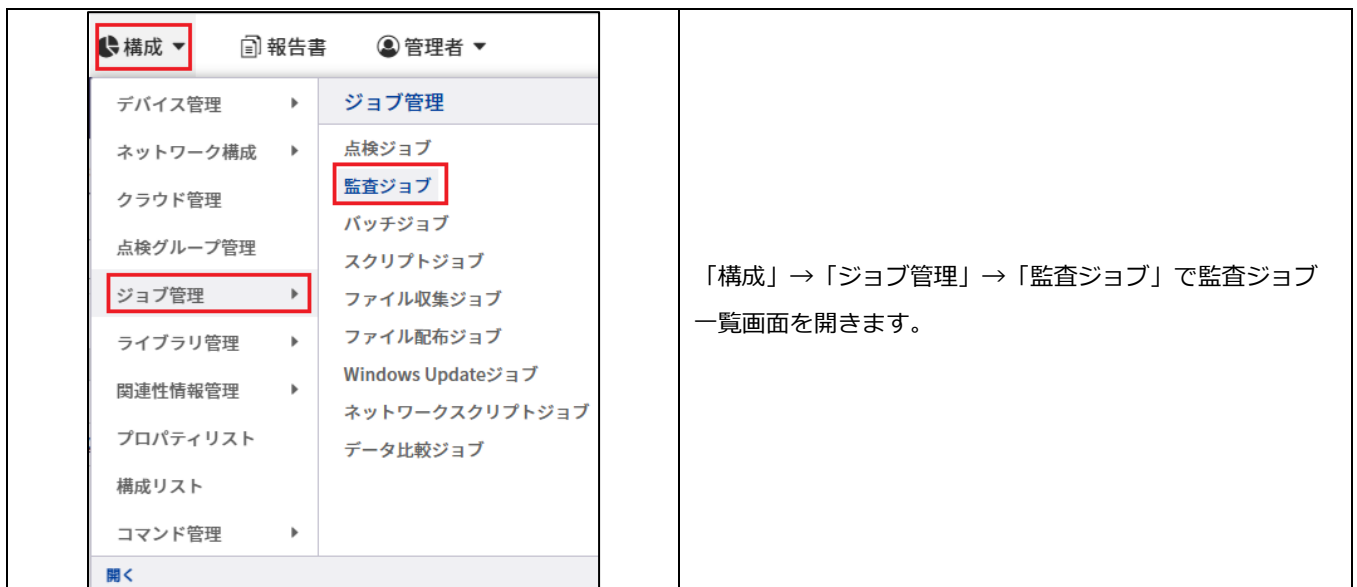 構成 ▼ 報告書 管理者 ▼
デバイス管理
ネットワーク構成
クラウド管理
点検グループ管理
ジョブ管理
ライブラリ管理
関連性情報管理
プロパティリスト
構成リスト
コマンド管理
開く
ジョブ管理
点検ジョブ
監査ジョブ
バッチジョブ
スクリプトジョブ
ファイル収集ジョブ
ファイル配布ジョブ
Windows Updateジョブ
ネットワークスクリプトジョブ
データ比較ジョブ
「構成」→「ジョブ管理」→「監査ジョブ」で監査ジョブ
一覧画面を開きます。